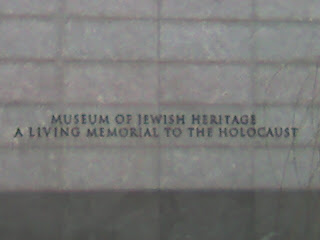 MUSEUM OF JEWISH HERITAGE
A LIVING MEMORIAL TO THE HOLOCAUST